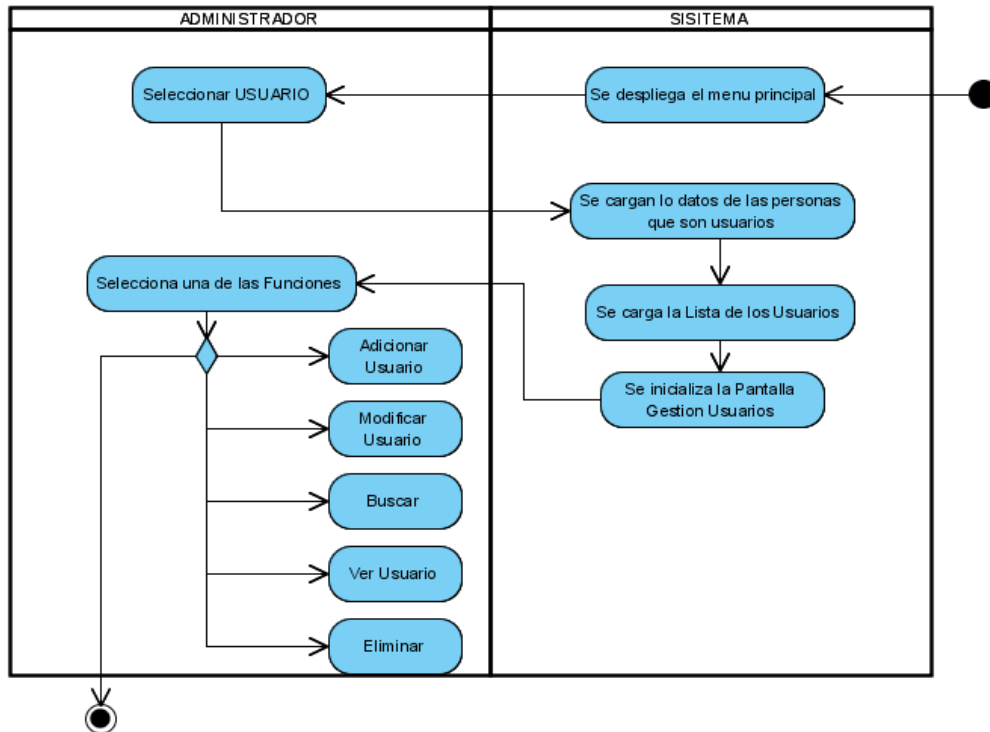 ADMINISTRADOR
SISITEMA
Seleccionar USUARIO
Se despliega el menu principal
Se cargan lo datos de las personas
que son usuarios
Selecciona una de las Funciones
Se carga la Lista de los Usuarios
Adicionar
Usuario
Se inicializa la Pantalla
Gestion Usuarios
Modificar
Usuario
Buscar
Ver Usuario
Eliminar